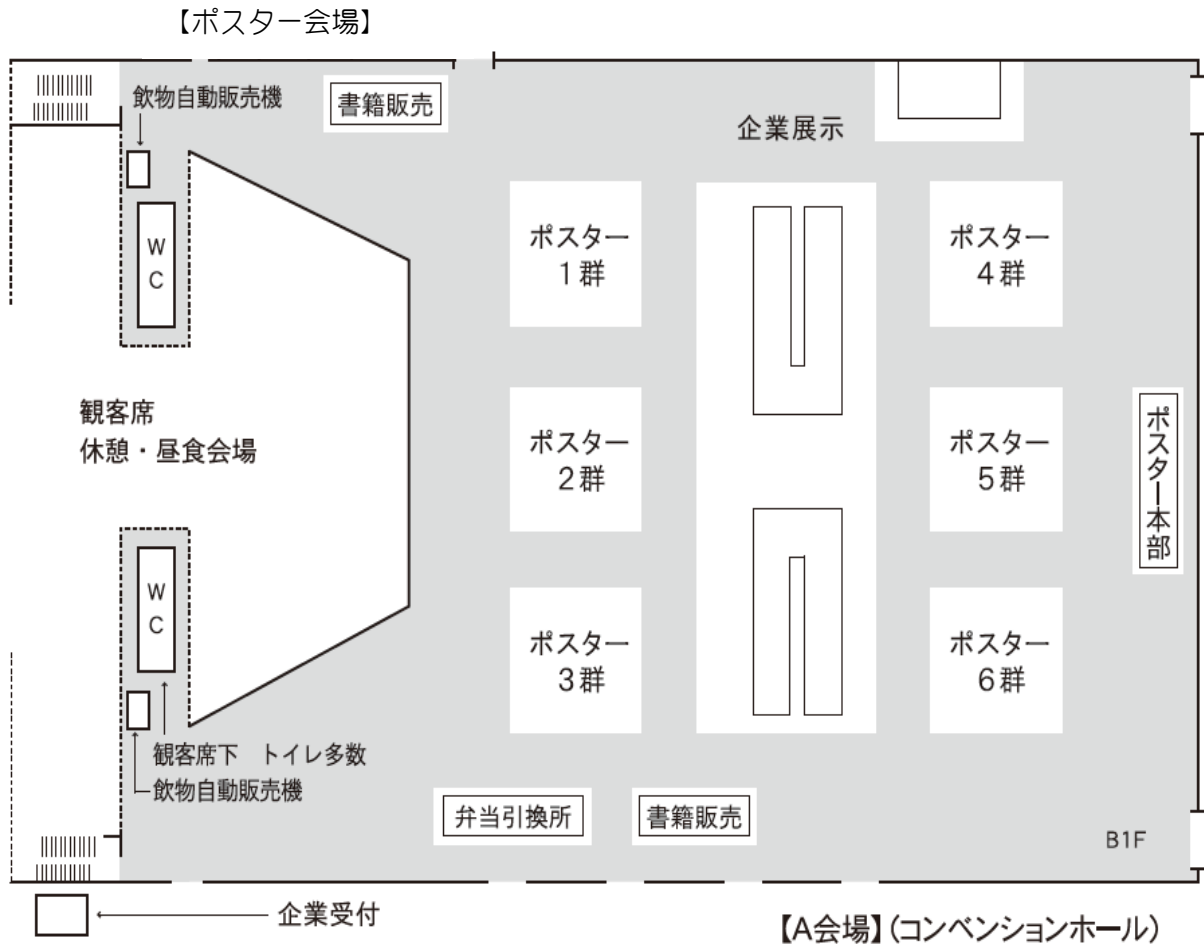 【ポスター会場】
飲物自動販売機
書籍販売
企業展示
W
C
ポスター
1群
ポスター
4群
観客席
休憩・昼食会場
ポスター
2群
ポスター
5群
ポスター本部
W
C
ポスター
3群
ポスター
6群
観客席下　トイレ多数
飲物自動販売機
弁当引換所
書籍販売
B1F
企業受付
【A会場】(コンベンションホール)